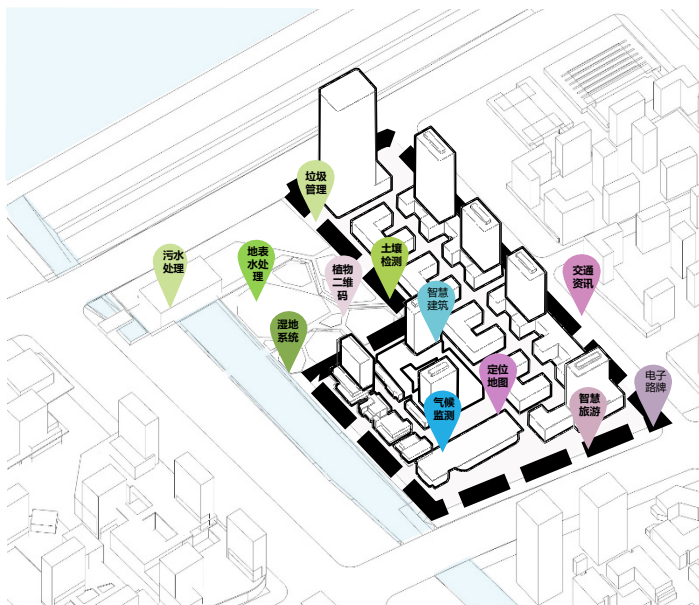 垃圾
管理
污水
处理
地表
水处
理
植物
二维
码
土壤
检测
交通
资讯
智慧
建筑
湿地
系统
定位
地图
电子
路牌
智慧
旅游
气候
监测